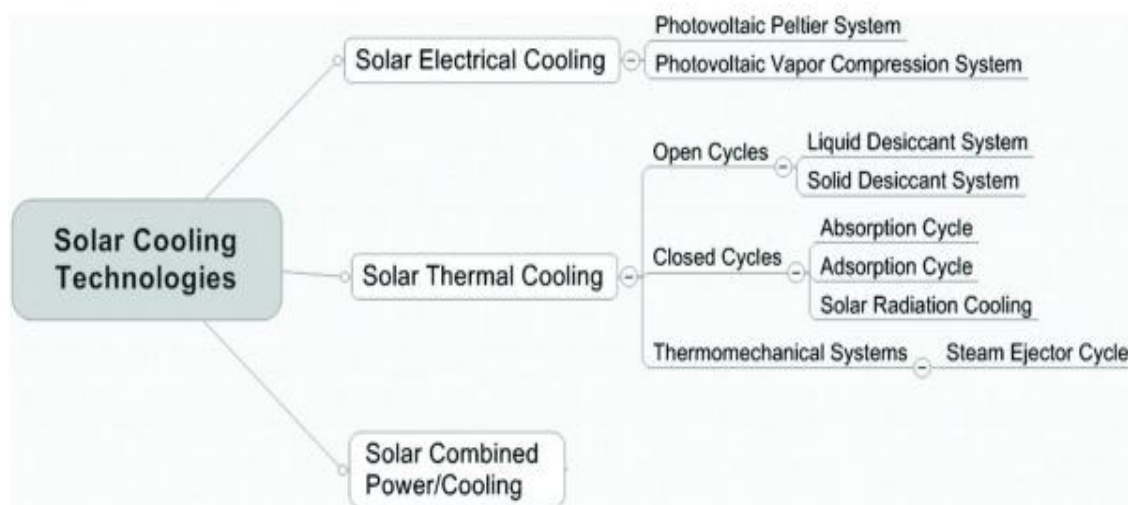 Solar Cooling
Technologies
Solar Electrical Cooling
Photovoltaic Peltier System
Photovoltaic Vapor Compression System
Solar Thermal Cooling
Open Cycles
Liquid Desiccant System
Solid Desiccant System
Closed Cycles
Absorption Cycle
Adsorption Cycle
Solar Radiation Cooling
Thermomechanical Systems
Steam Ejector Cycle
Solar Combined
Power/Cooling